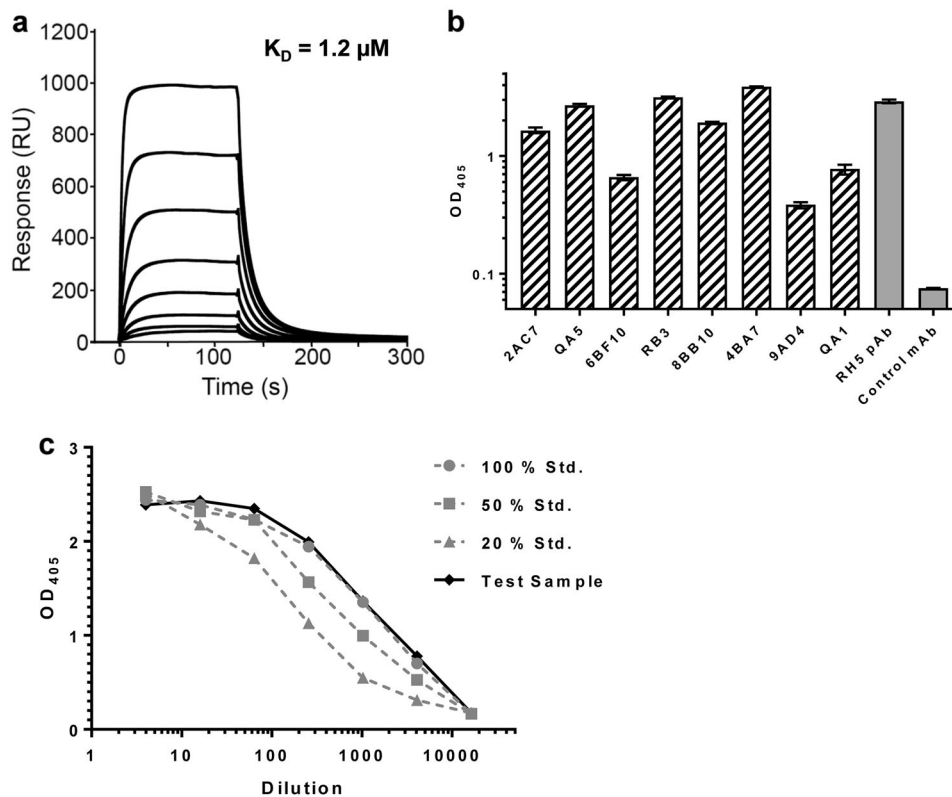 a
K_D = 1.2 µM
1200
1000
800
600
400
200
0
Response (RU)
0
100
200
300
Time (s)
b
1
0.1
OD405
2AC7
QA5
6BF10
RB3
8BB10
4BA7
9AD4
QA1
RH5 pAb
Control mAb
c
3
2
1
0
OD405
1
10
100
1000
10000
Dilution
100 % Std.
50 % Std.
20 % Std.
Test Sample